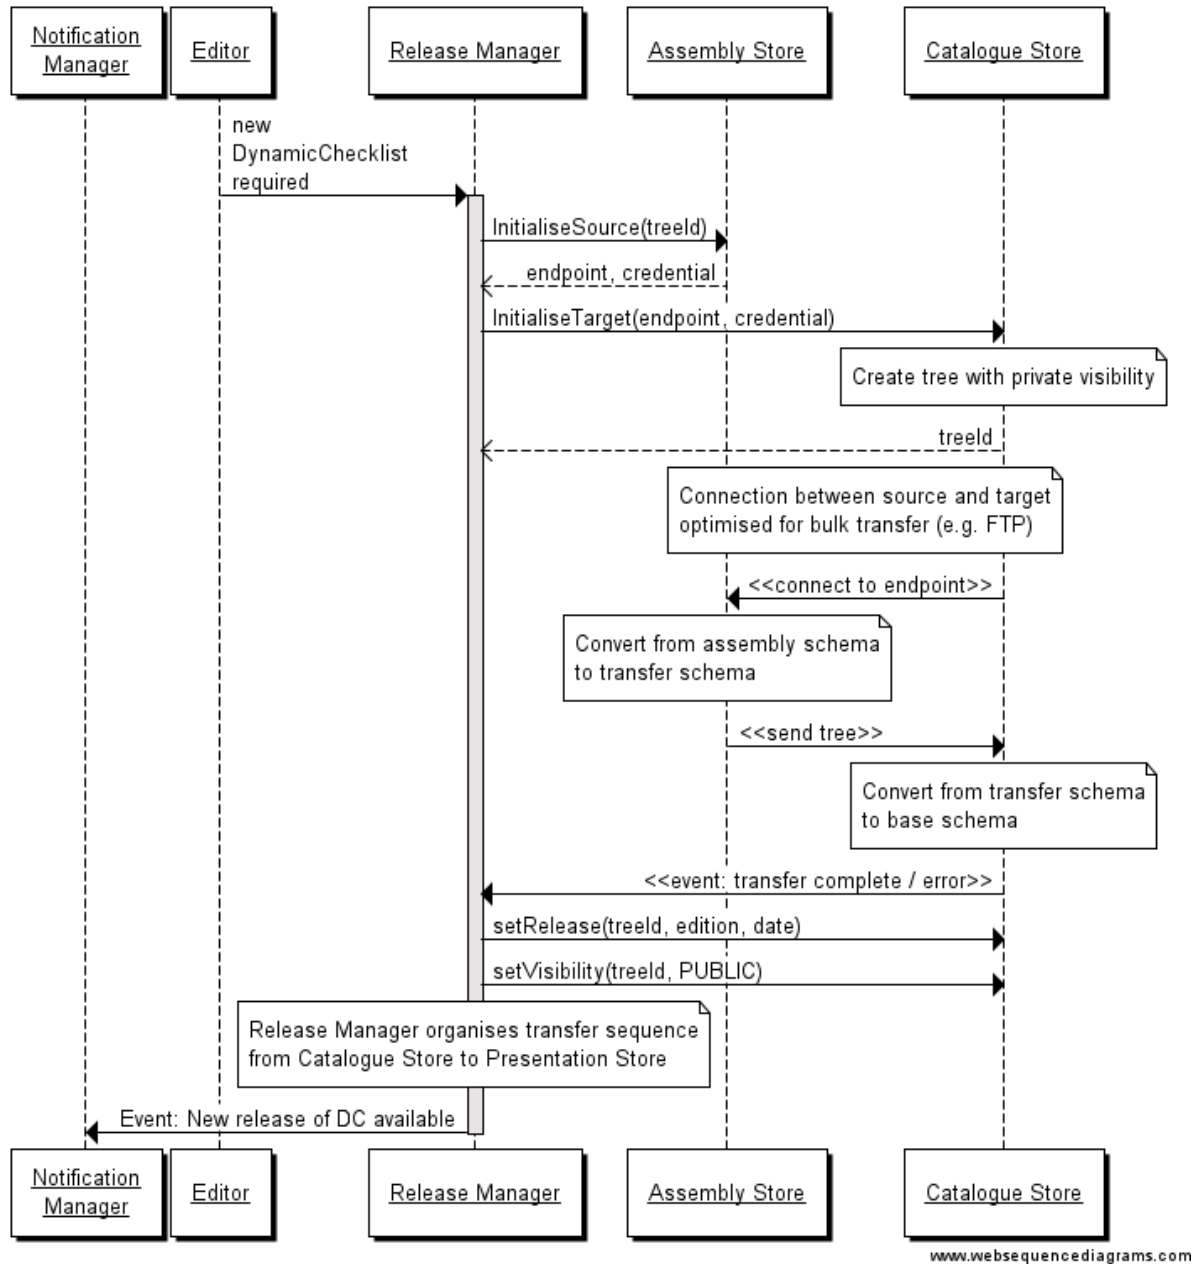 Notification
Manager
Editor
Release Manager
Assembly Store
Catalogue Store
new
DynamicChecklist
required
InitialiseSource(treeId)
endpoint, credential
InitialiseTarget(endpoint, credential)
Create tree with private visibility
treeId
Connection between source and target
optimised for bulk transfer (e.g. FTP)
<<connect to endpoint>>
Convert from assembly schema
to transfer schema
<<send tree>>
Convert from transfer schema
to base schema
<<event: transfer complete / error>>
setRelease(treeId, edition, date)
setVisibility(treeId, PUBLIC)
Release Manager organises transfer sequence
from Catalogue Store to Presentation Store
Event: New release of DC available
Notification
Manager
Editor
Release Manager
Assembly Store
Catalogue Store
www.websequencediagrams.com